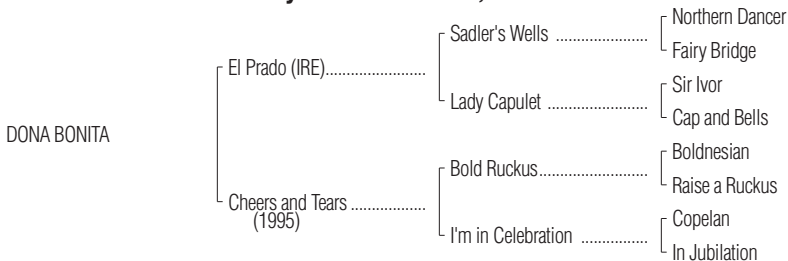 Northern Dancer
Sadler's Wells ....................
Fairy Bridge
El Prado (IRE).........................
Sir Ivor
Lady Capulet ......................
Cap and Bells
DONA BONITA
Boldnesian
Bold Ruckus..........................
Raise a Ruckus
Cheers and Tears ..................
(1995)
Copelan
I'm in Celebration ................
In Jubilation